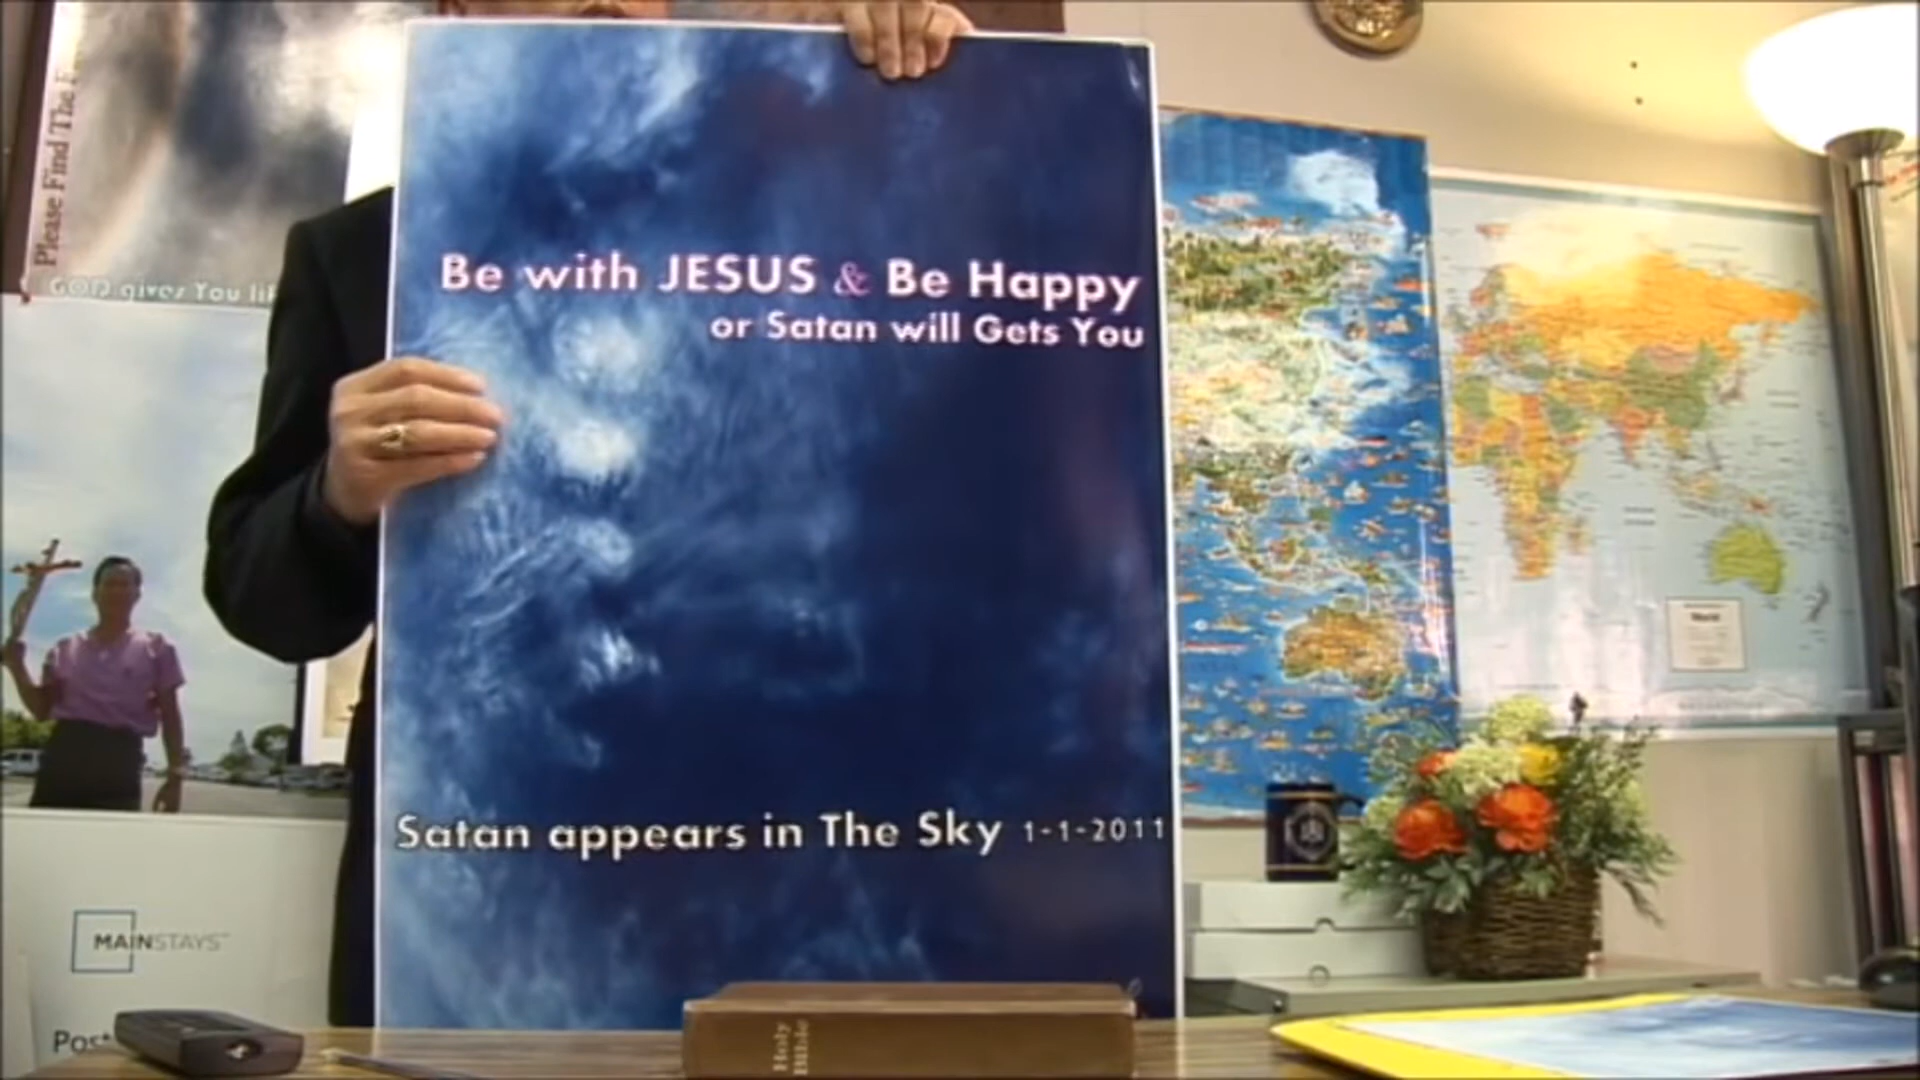 Please Find The
GOD gives You
Be with JESUS & Be Happy
or Satan will Gets You
Satan appears in The Sky 1-1-2011
MAINSTAYS
Holy
Bible